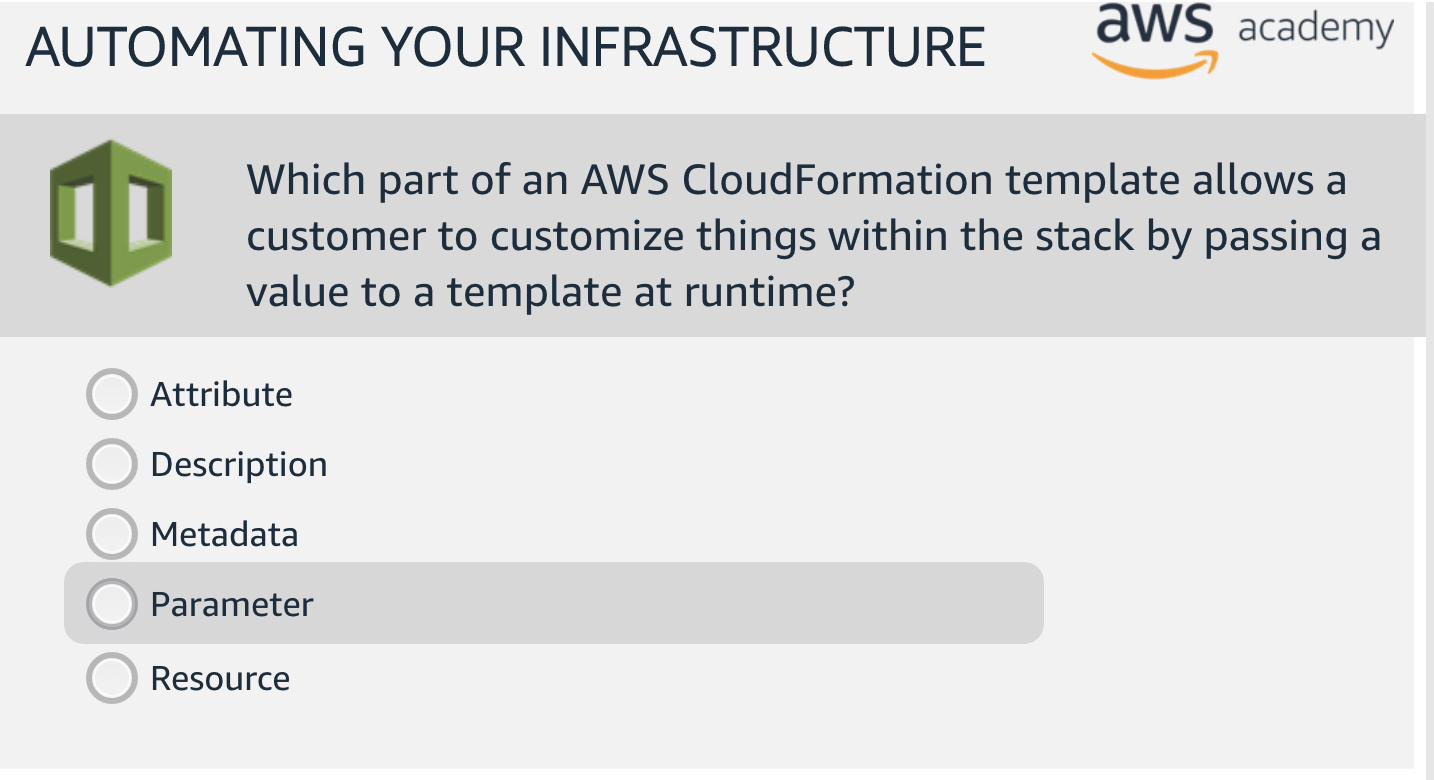 AUTOMATING YOUR INFRASTRUCTURE
aws academy
Which part of an AWS CloudFormation template allows a
customer to customize things within the stack by passing a
value to a template at runtime?
Attribute
Description
Metadata
Parameter
Resource